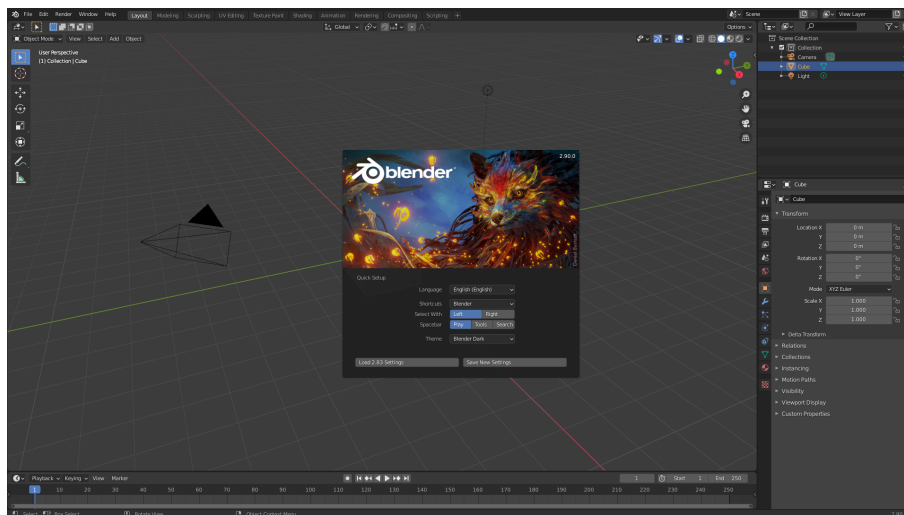 File Edit Render Window Help Layout Modeling Sculpting UV Editing Texture Paint Shading Animation Rendering Compositing Scripting + Scene View Layer
Global Options
Object Mode View Select Add Object
User Perspective
(1) Collection | Cube
Scene Collection
Collection
Camera
Cube
Light
2.90.0
blender
Quick Setup
Language English (English)
Shortcuts Blender
Select With Left Right
Spacebar Play Tools Search
Theme Blender Dark
Load 2.83 Settings Save New Settings
Cube
Cube
Transform
Location X 0 m
Y 0 m
Z 0 m
Rotation X 0°
Y 0°
Z 0°
Mode XYZ Euler
Scale X 1.000
Y 1.000
Z 1.000
Delta Transform
Relations
Collections
Instancing
Motion Paths
Visibility
Viewport Display
Custom Properties
Playback Keying View Marker 1 Start 1 End 250
1 10 20 30 40 50 60 70 80 90 100 110 120 130 140 150 160 170 180 190 200 210 220 230 240 250
Select Box Select Rotate View Object Context Menu